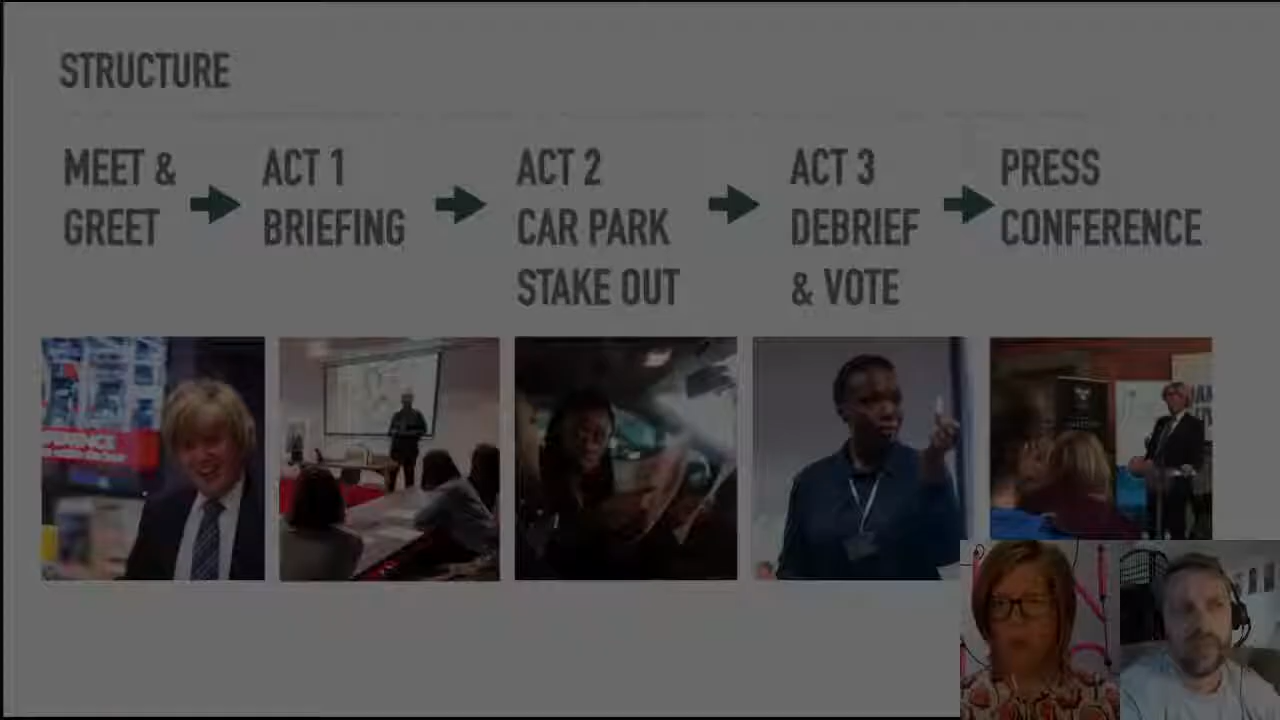 STRUCTURE
MEET &
GREET
ACT 1
BRIEFING
ACT 2
CAR PARK
STAKE OUT
ACT 3
DEBRIEF
& VOTE
PRESS
CONFERENCE